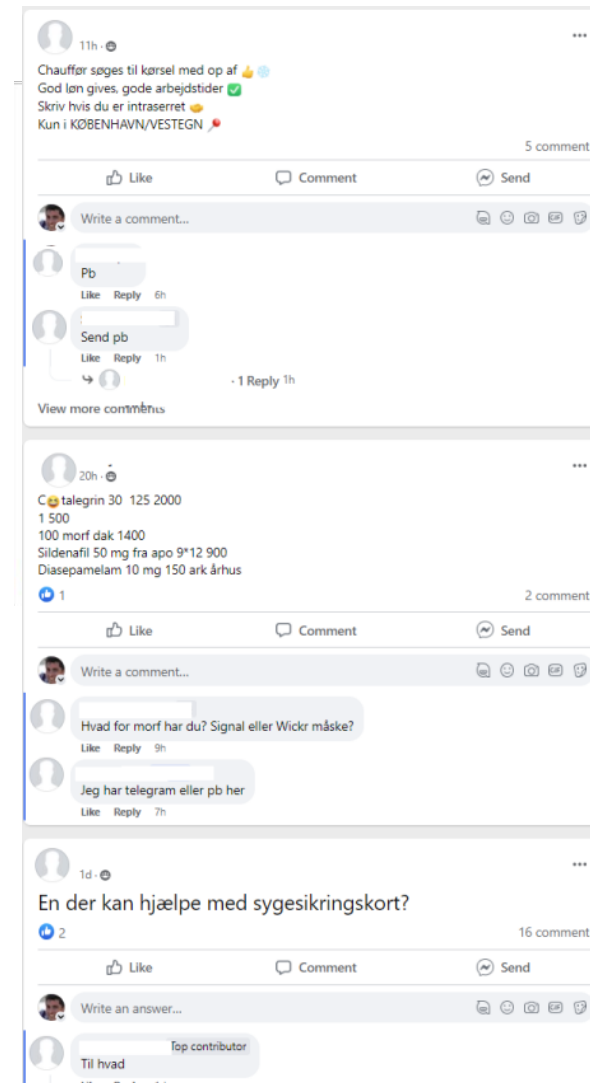 11h ·
Chauffør søges til kørsel med op af 👍 ❄️
God løn gives, gode arbejdstider ✅
Skriv hvis du er intraserret 🤝
Kun i KØBENHAVN/VESTEGN 📍
5 comment
Like Comment Send
Write a comment...
GIF
Pb
Like Reply 6h
Send pb
Like Reply 1h
· 1 Reply 1h
View more comments
20h ·
C😂talegrin 30 125 2000
1 500
100 morf dak 1400
Sildenafil 50 mg fra apo 9*12 900
Diasepamelam 10 mg 150 ark århus
1
2 comment
Like Comment Send
Write a comment...
GIF
Hvad for morf har du? Signal eller Wickr måske?
Like Reply 9h
Jeg har telegram eller pb her
Like Reply 7h
1d ·
En der kan hjælpe med sygesikringskort?
2
16 comment
Like Comment Send
Write an answer...
GIF
Top contributor
Til hvad